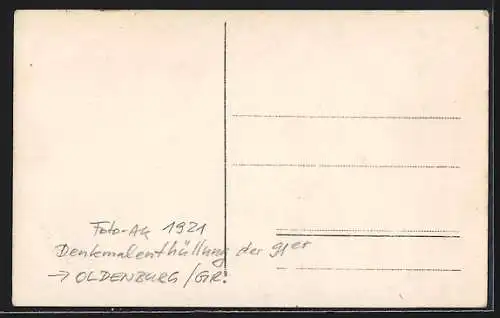 Foto-AK 1921
Denkmalenthüllung der 91er
→ OLDENBURG/GR.